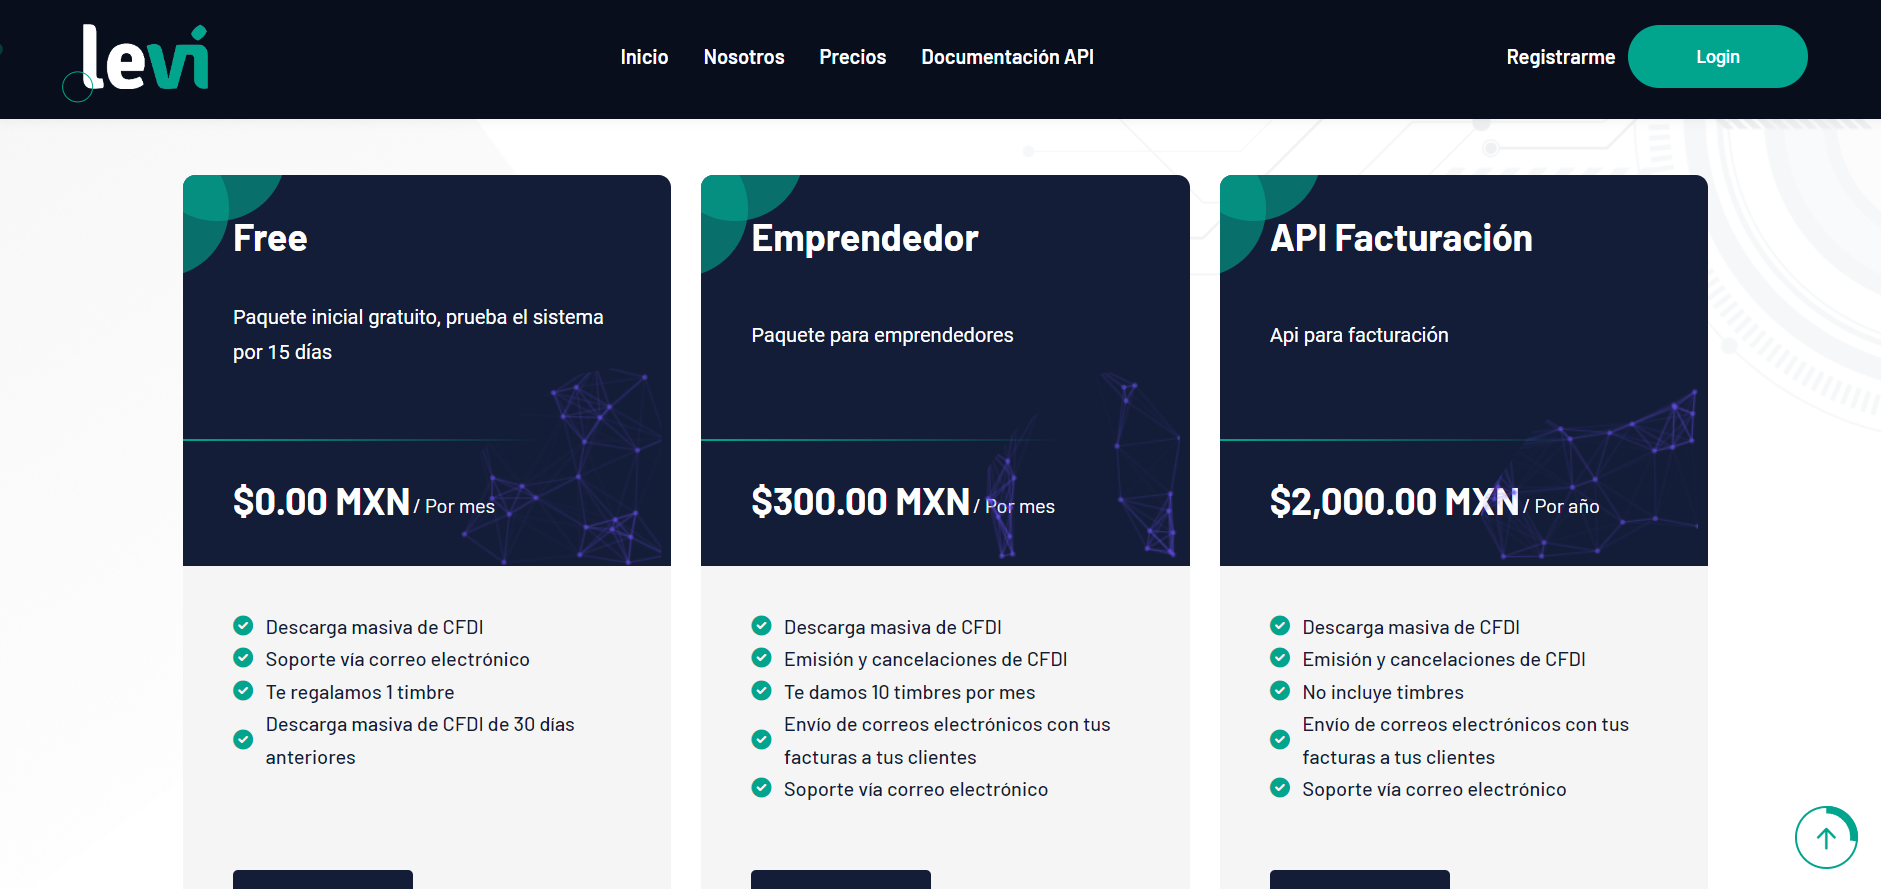 levi
Inicio Nosotros Precios Documentación API Registrarme Login
Free
Paquete inicial gratuito, prueba el sistema
por 15 días
$0.00 MXN / Por mes
Descarga masiva de CFDI
Soporte vía correo electrónico
Te regalamos 1 timbre
Descarga masiva de CFDI de 30 días
anteriores
Emprendedor
Paquete para emprendedores
$300.00 MXN / Por mes
Descarga masiva de CFDI
Emisión y cancelaciones de CFDI
Te damos 10 timbres por mes
Envío de correos electrónicos con tus
facturas a tus clientes
Soporte vía correo electrónico
API Facturación
Api para facturación
$2,000.00 MXN / Por año
Descarga masiva de CFDI
Emisión y cancelaciones de CFDI
No incluye timbres
Envío de correos electrónicos con tus
facturas a tus clientes
Soporte vía correo electrónico